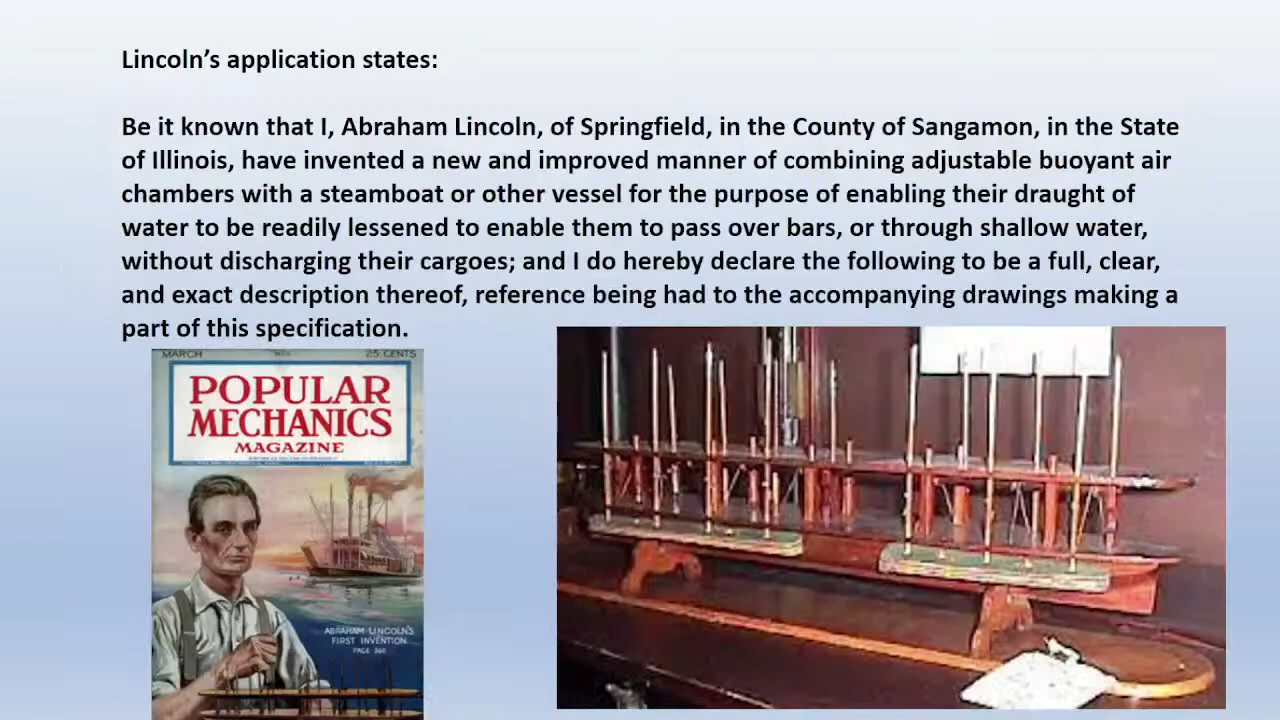 Lincoln’s application states:
Be it known that I, Abraham Lincoln, of Springfield, in the County of Sangamon, in the State
of Illinois, have invented a new and improved manner of combining adjustable buoyant air
chambers with a steamboat or other vessel for the purpose of enabling their draught of
water to be readily lessened to enable them to pass over bars, or through shallow water,
without discharging their cargoes; and I do hereby declare the following to be a full, clear,
and exact description thereof, reference being had to the accompanying drawings making a
part of this specification.
MARCH 25 CENTS
POPULAR
MECHANICS
MAGAZINE
ABRAHAM LINCOLN'S
FIRST INVENTION
PAGE